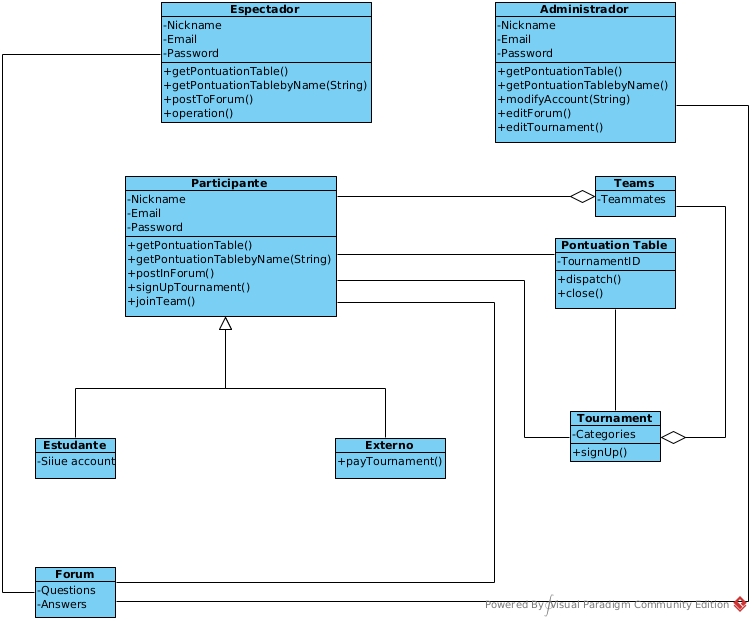 Espectador
-Nickname
-Email
-Password
+getPontuationTable()
+getPontuationTablebyName(String)
+postToForum()
+operation()
Administrador
-Nickname
-Email
-Password
+getPontuationTable()
+getPontuationTablebyName()
+modifyAccount(String)
+editForum()
+editTournament()
Participante
-Nickname
-Email
-Password
+getPontuationTable()
+getPontuationTablebyName(String)
+postInForum()
+signUpTournament()
+joinTeam()
Teams
-Teammates
Pontuation Table
-TournamentID
+dispatch()
+close()
Tournament
-Categories
+signUp()
Estudante
-Siiue account
Externo
+payTournament()
Forum
-Questions
-Answers
Powered By Visual Paradigm Community Edition